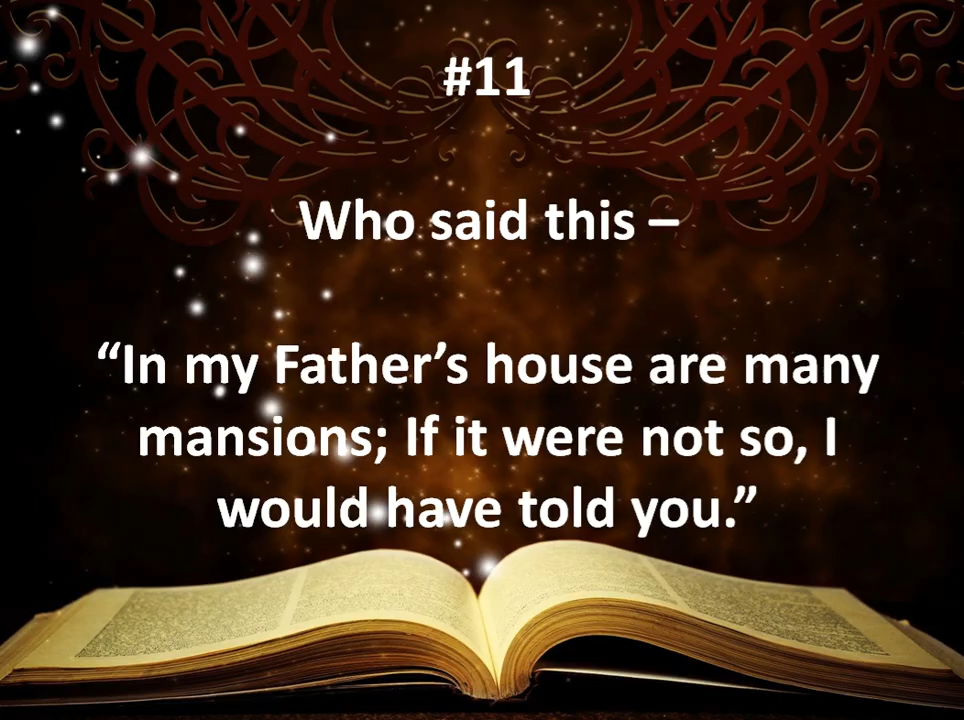 #11
Who said this –
“In my Father’s house are many
mansions; If it were not so, I
would have told you.”